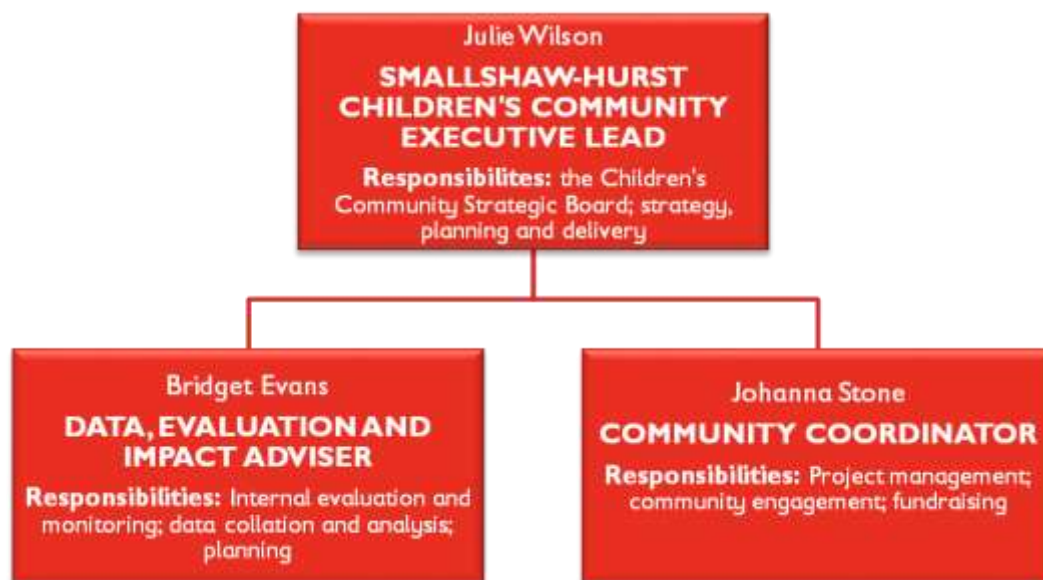 Julie Wilson
SMALLSHAW-HURST
CHILDREN'S COMMUNITY
EXECUTIVE LEAD
Responsibilites: the Children's
Community Strategic Board; strategy,
planning and delivery
Bridget Evans
DATA, EVALUATION AND
IMPACT ADVISER
Responsibilities: Internal evaluation and
monitoring; data collation and analysis;
planning
Johanna Stone
COMMUNITY COORDINATOR
Responsibilities: Project management;
community engagement; fundraising